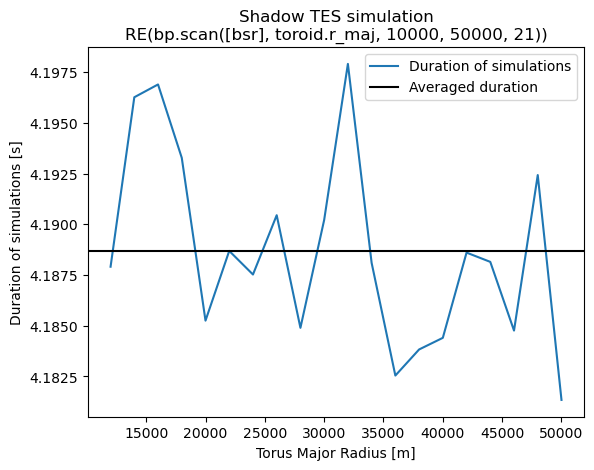 Shadow TES simulation
RE(bp.scan([bsr], toroid.r_maj, 10000, 50000, 21))
Duration of simulations
Averaged duration
Duration of simulations [s]
4.1975
4.1950
4.1925
4.1900
4.1875
4.1850
4.1825
15000 20000 25000 30000 35000 40000 45000 50000
Torus Major Radius [m]